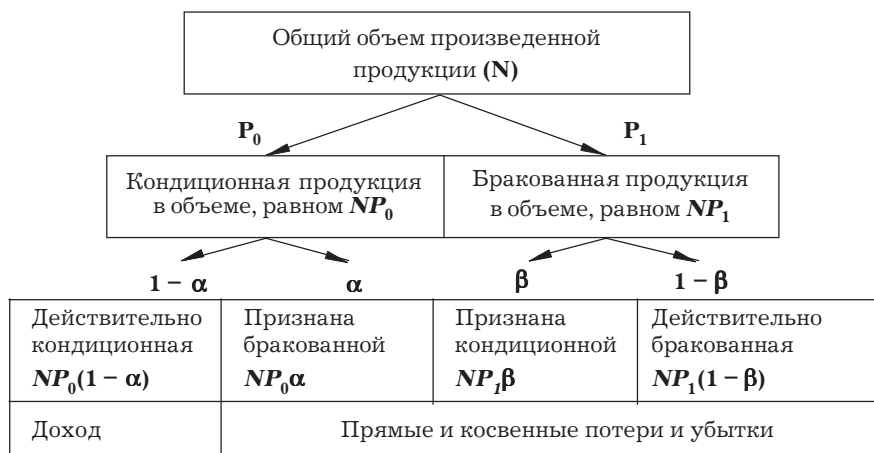 Общий объем произведенной
продукции (N)
P₀
P₁
Кондиционная продукция
в объеме, равном NP₀
Бракованная продукция
в объеме, равном NP₁
1 − α
α
β
1 − β
Действительно
кондиционная
NP₀(1 − α)
Признана
бракованной
NP₀α
Признана
кондиционной
NP₁β
Действительно
бракованная
NP₁(1 − β)
Доход
Прямые и косвенные потери и убытки